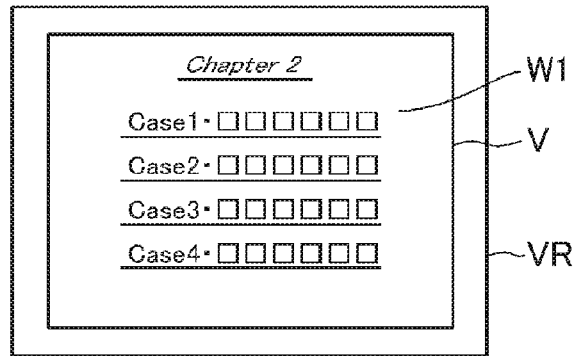 Chapter 2
Case1・□□□□□□
Case2・□□□□□□
Case3・□□□□□□
Case4・□□□□□□
W1
V
VR